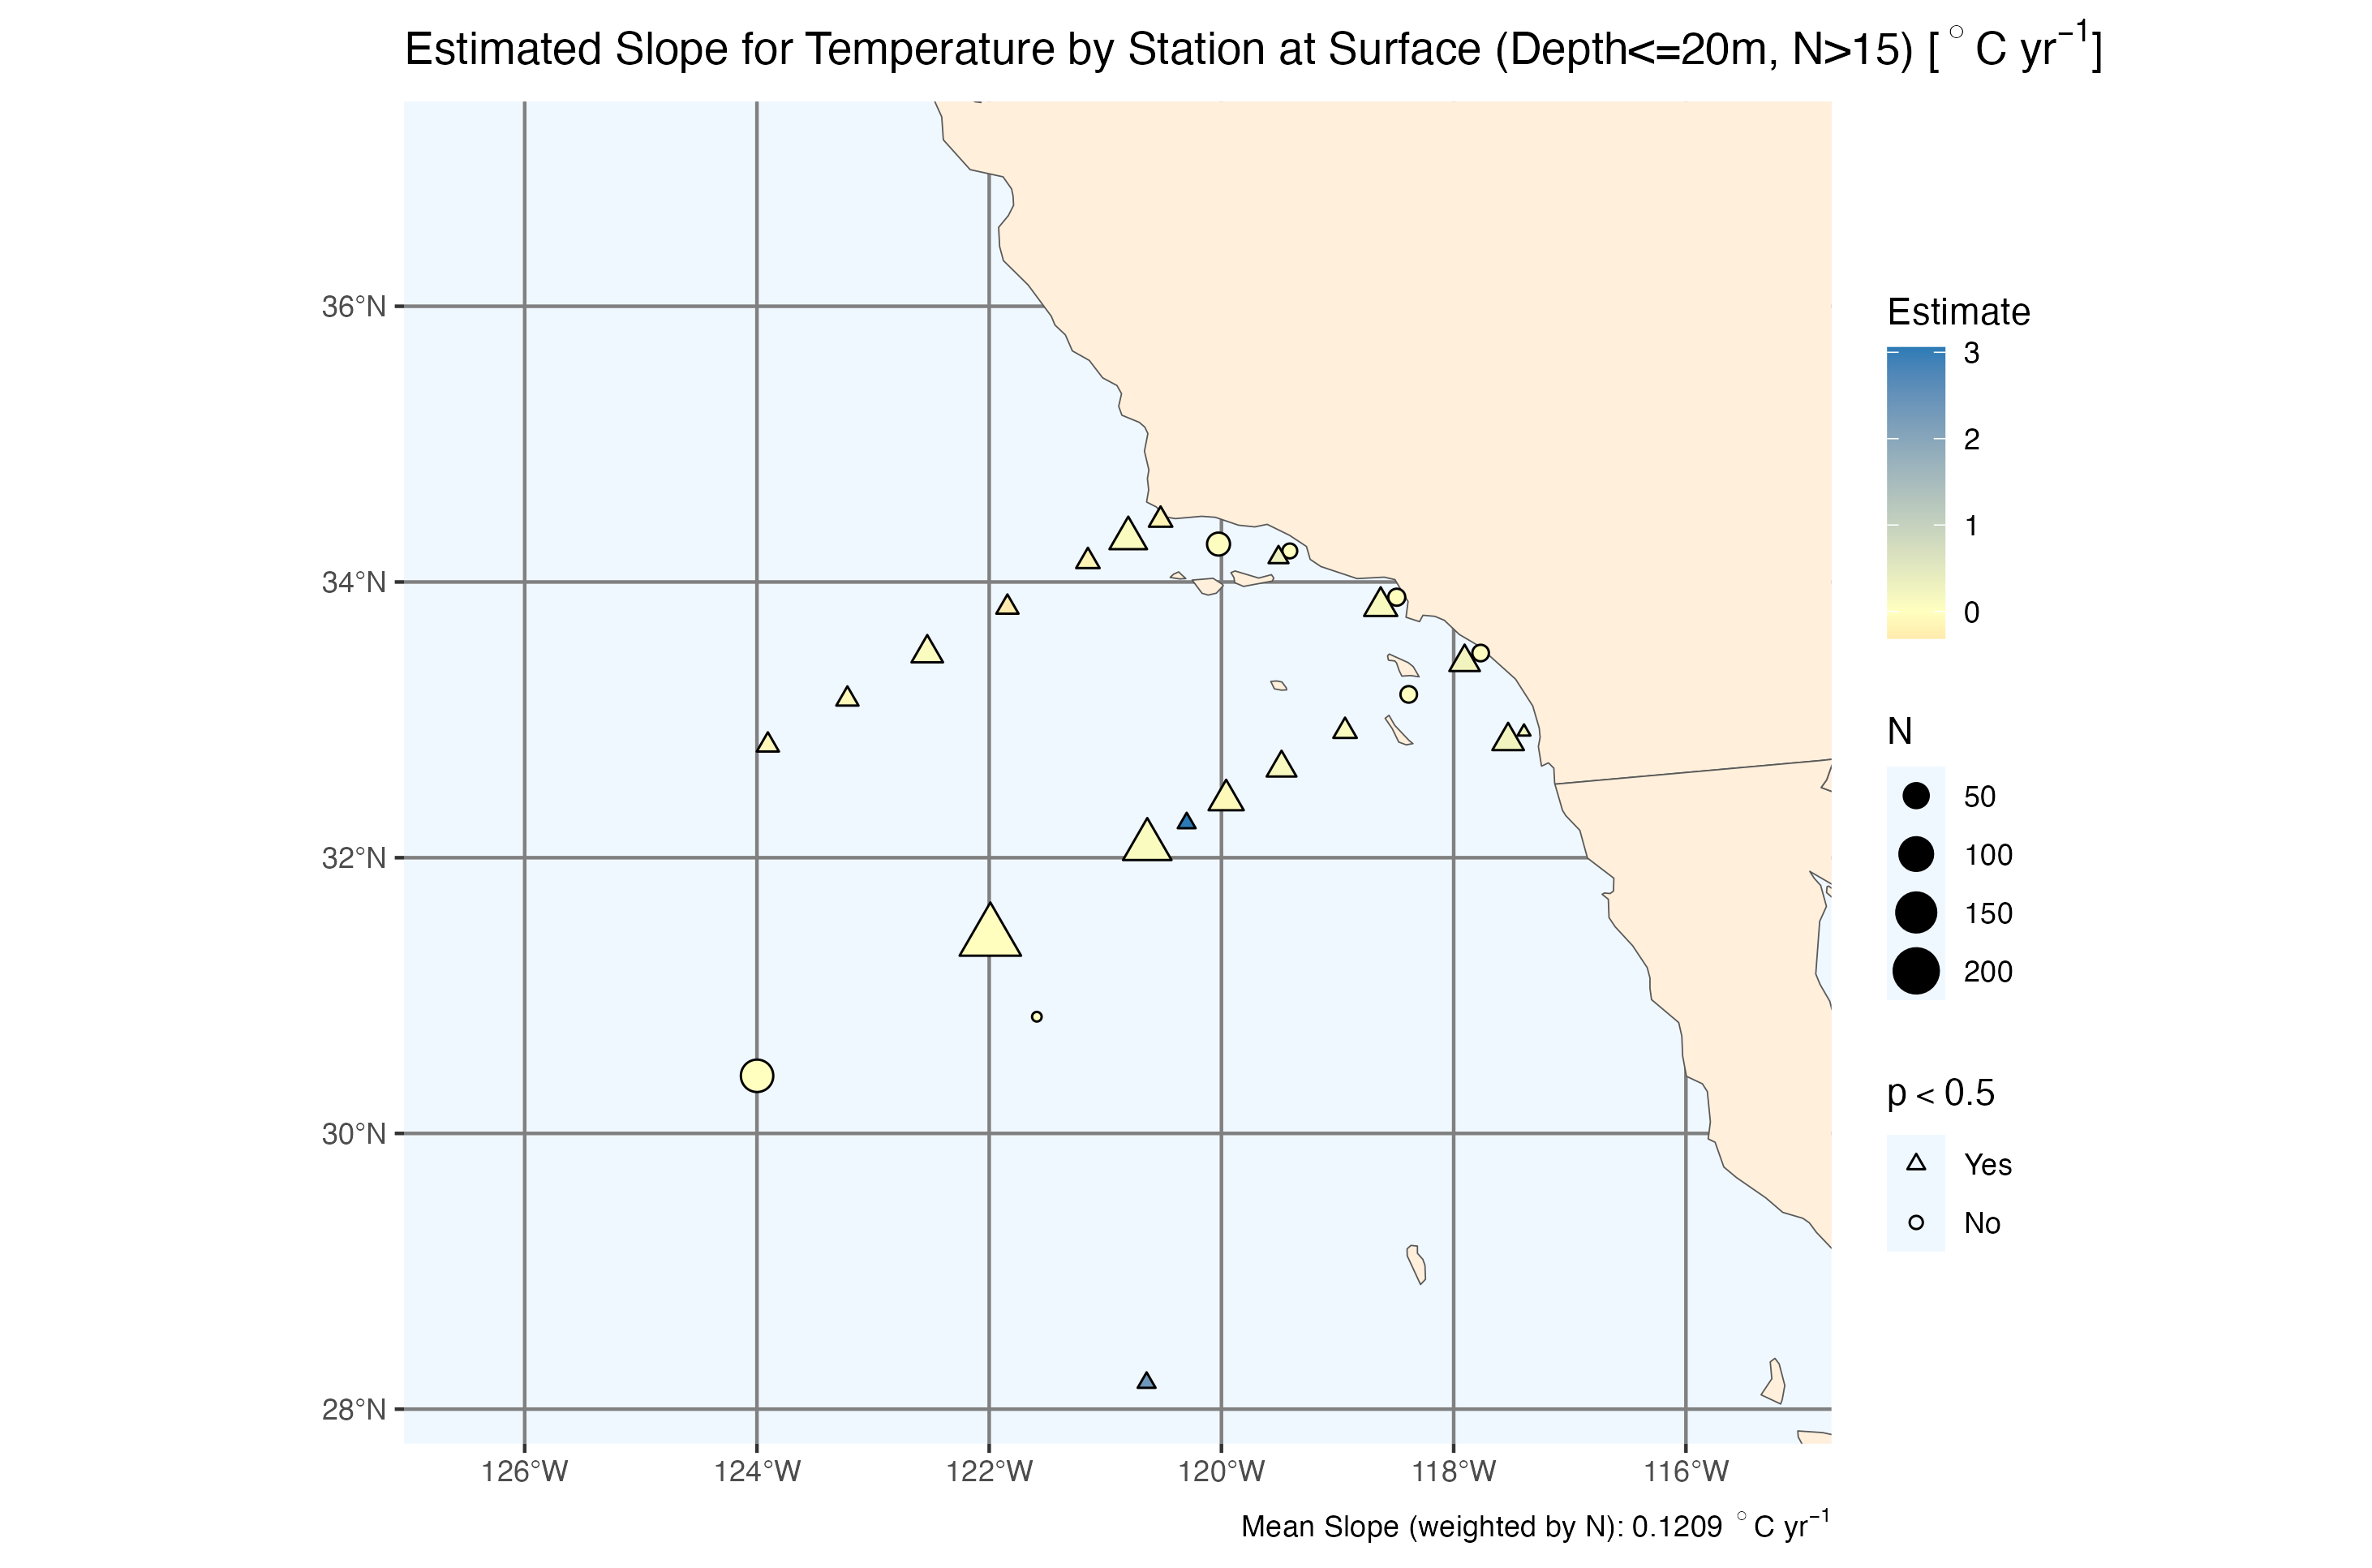 Estimated Slope for Temperature by Station at Surface (Depth<=20m, N>15) [°C yr⁻¹]
36°N
34°N
32°N
30°N
28°N
126°W
124°W
122°W
120°W
118°W
116°W
Estimate
3
2
1
0
N
50
100
150
200
p < 0.5
Yes
No
Mean Slope (weighted by N): 0.1209 °C yr⁻¹